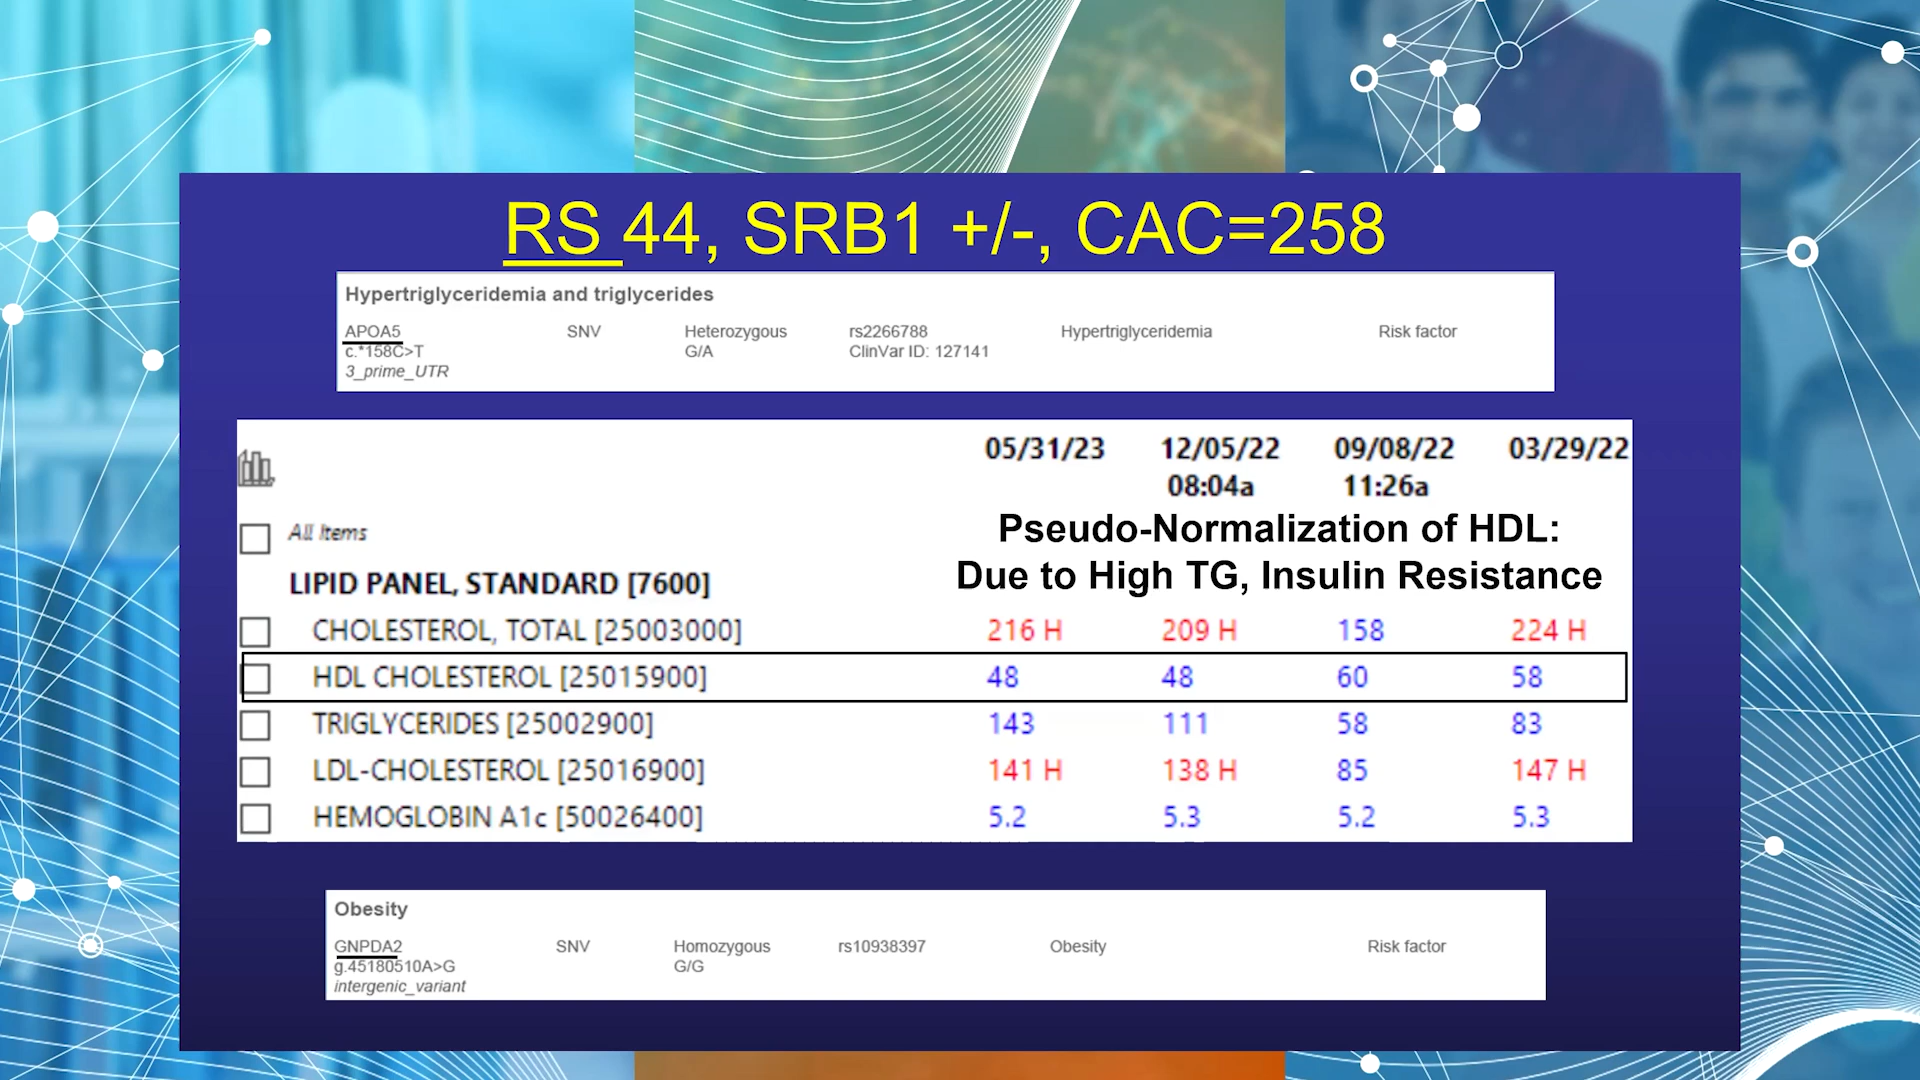 RS 44, SRB1 +/-, CAC=258
Hypertriglyceridemia and triglycerides
APOA5 SNV Heterozygous rs2266788 Hypertriglyceridemia Risk factor
c.*158C>T G/A ClinVar ID: 127141
3_prime_UTR
05/31/23 12/05/22 09/08/22 03/29/22
08:04a 11:26a
All Items
Pseudo-Normalization of HDL:
Due to High TG, Insulin Resistance
LIPID PANEL, STANDARD [7600]
CHOLESTEROL, TOTAL [25003000] 216 H 209 H 158 224 H
HDL CHOLESTEROL [25015900] 48 48 60 58
TRIGLYCERIDES [25002900] 143 111 58 83
LDL-CHOLESTEROL [25016900] 141 H 138 H 85 147 H
HEMOGLOBIN A1c [50026400] 5.2 5.3 5.2 5.3
Obesity
GNPDA2 SNV Homozygous rs10938397 Obesity Risk factor
g.45180510A>G G/G
intergenic_variant